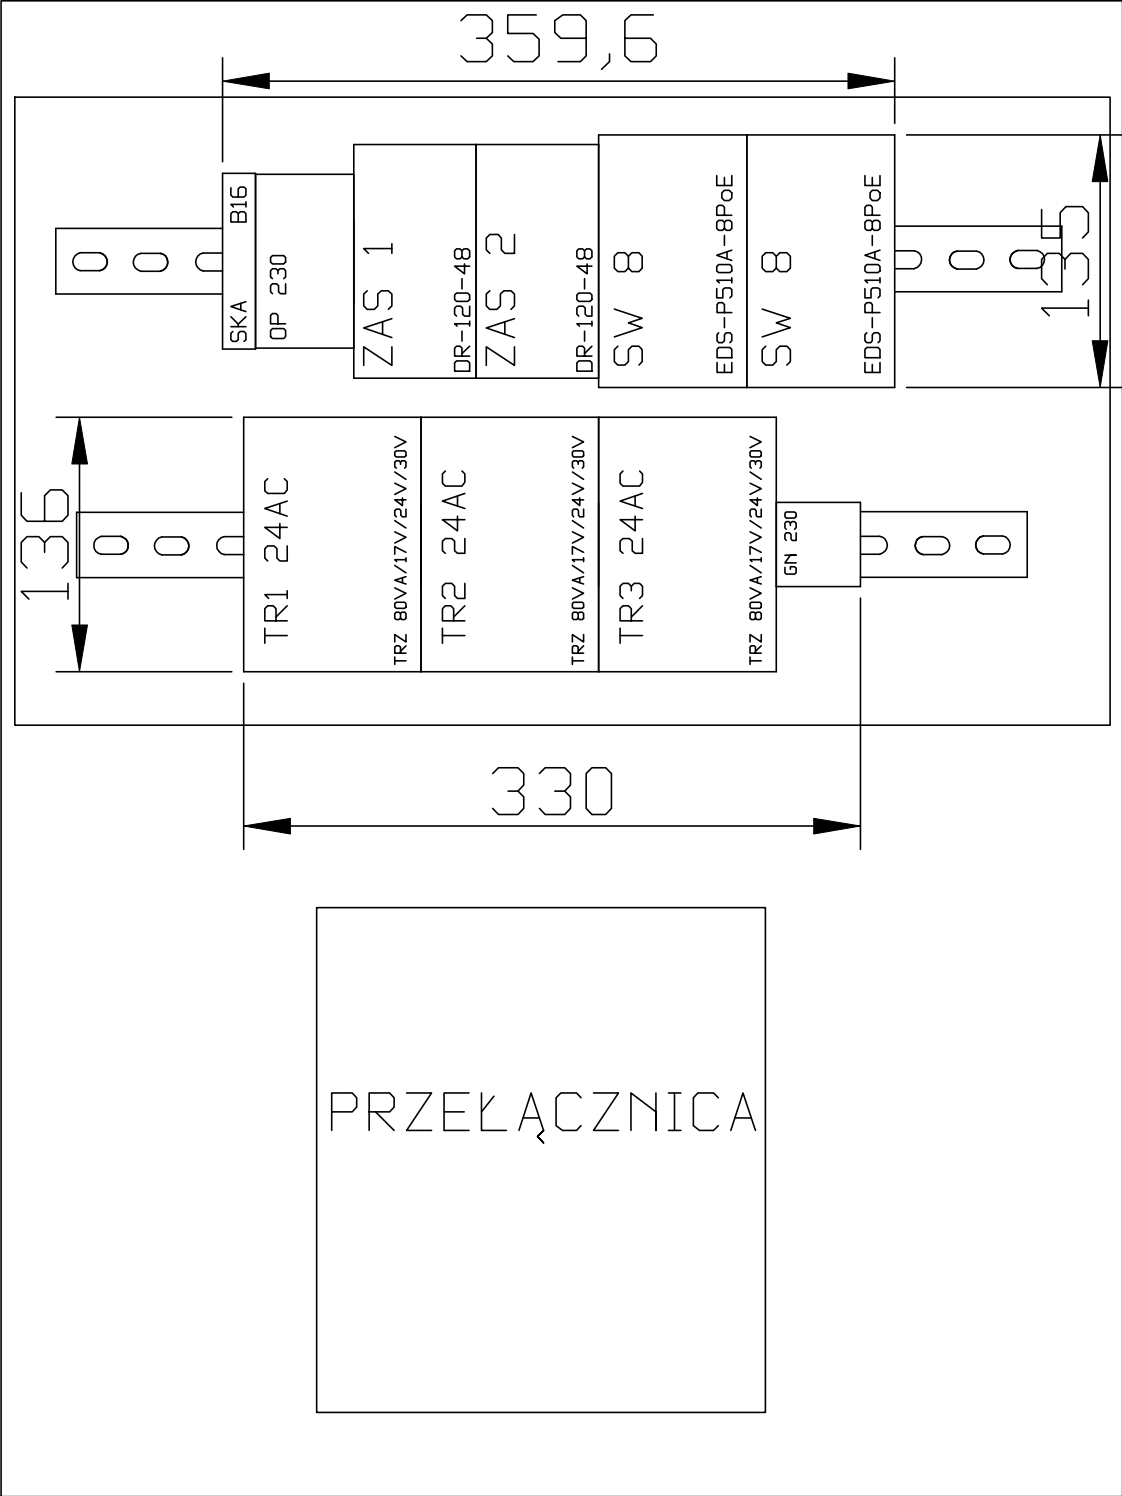 359,6
SKA B16
OP 230
ZAS 1
DR-120-48
ZAS 2
DR-120-48
SW 8
EDS-P510A-8PoE
SW 8
EDS-P510A-8PoE
135
136
TR1 24AC
TRZ 80VA/17V/24V/30V
TR2 24AC
TRZ 80VA/17V/24V/30V
TR3 24AC
TRZ 80VA/17V/24V/30V
GN 230
330
PRZEŁĄCZNICA